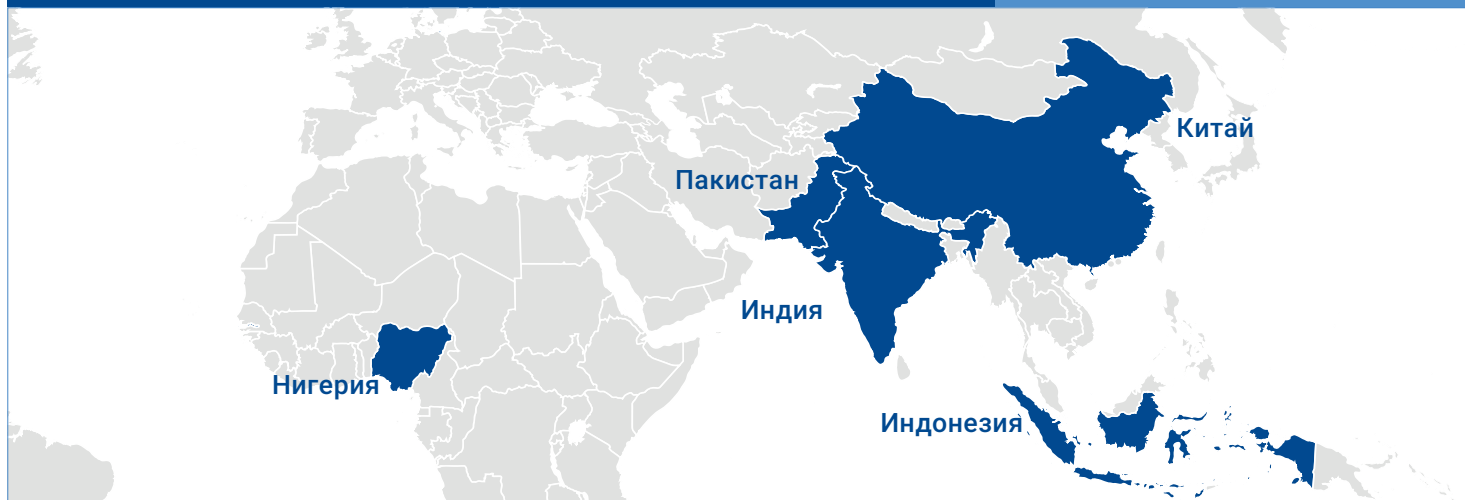 Китай
Пакистан
Индия
Нигерия
Индонезия